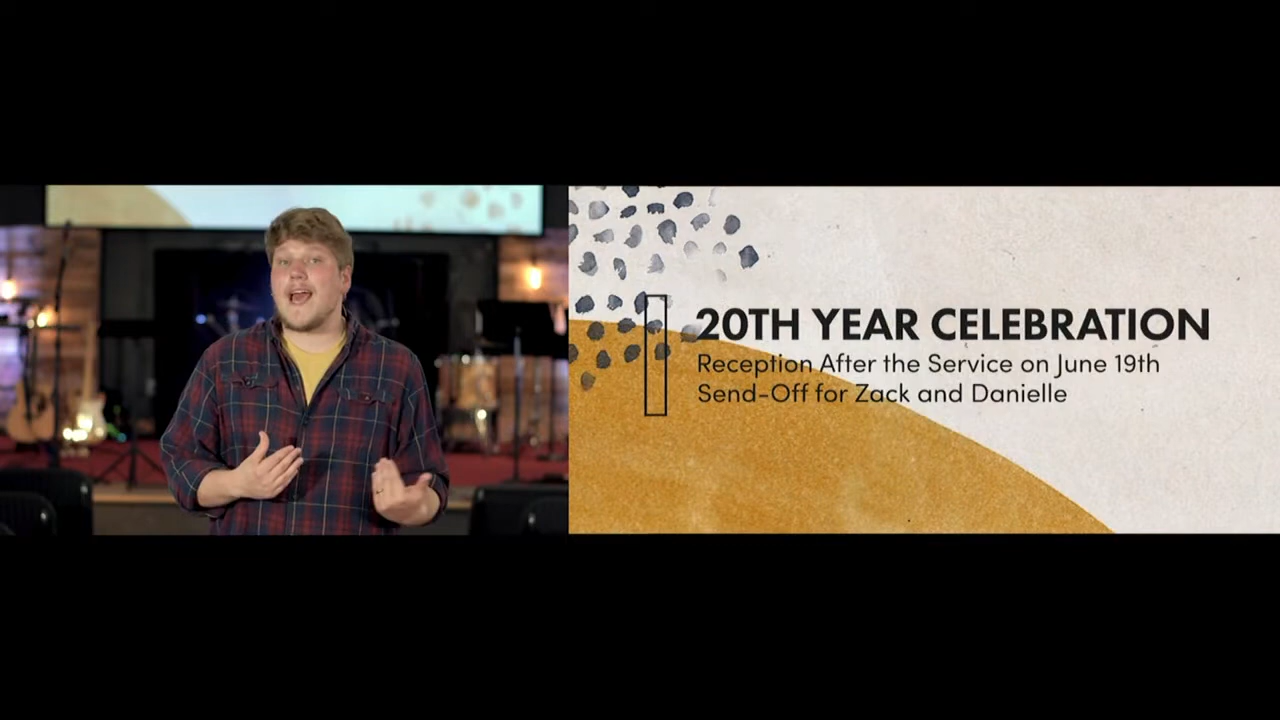 20TH YEAR CELEBRATION
Reception After the Service on June 19th
Send-Off for Zack and Danielle